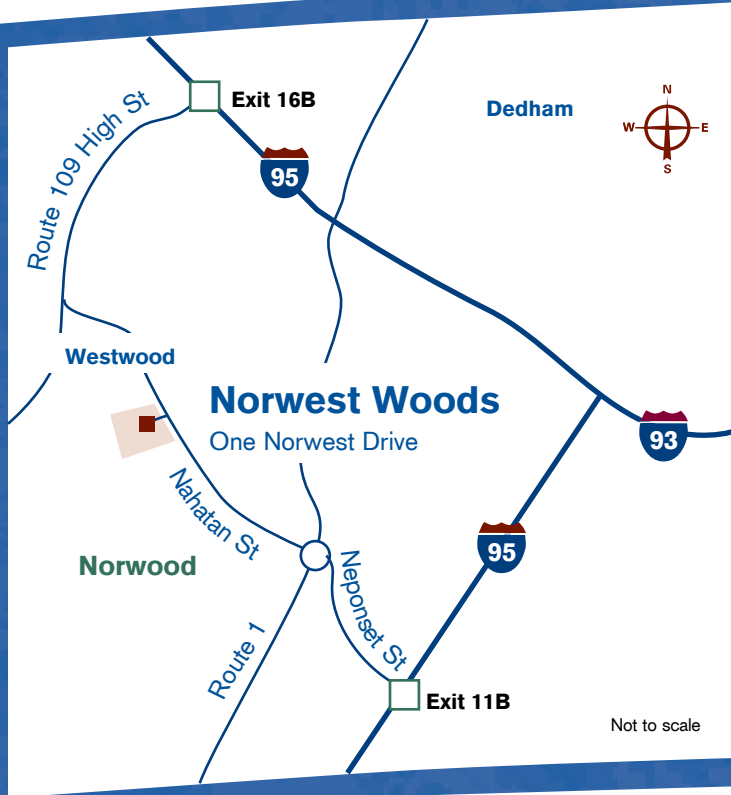 Exit 16B
Dedham
N
W
E
S
Route 109 High St
95
Westwood
Norwest Woods
One Norwest Drive
93
Nahatan St
95
Norwood
Neponset St
Route 1
Exit 11B
Not to scale